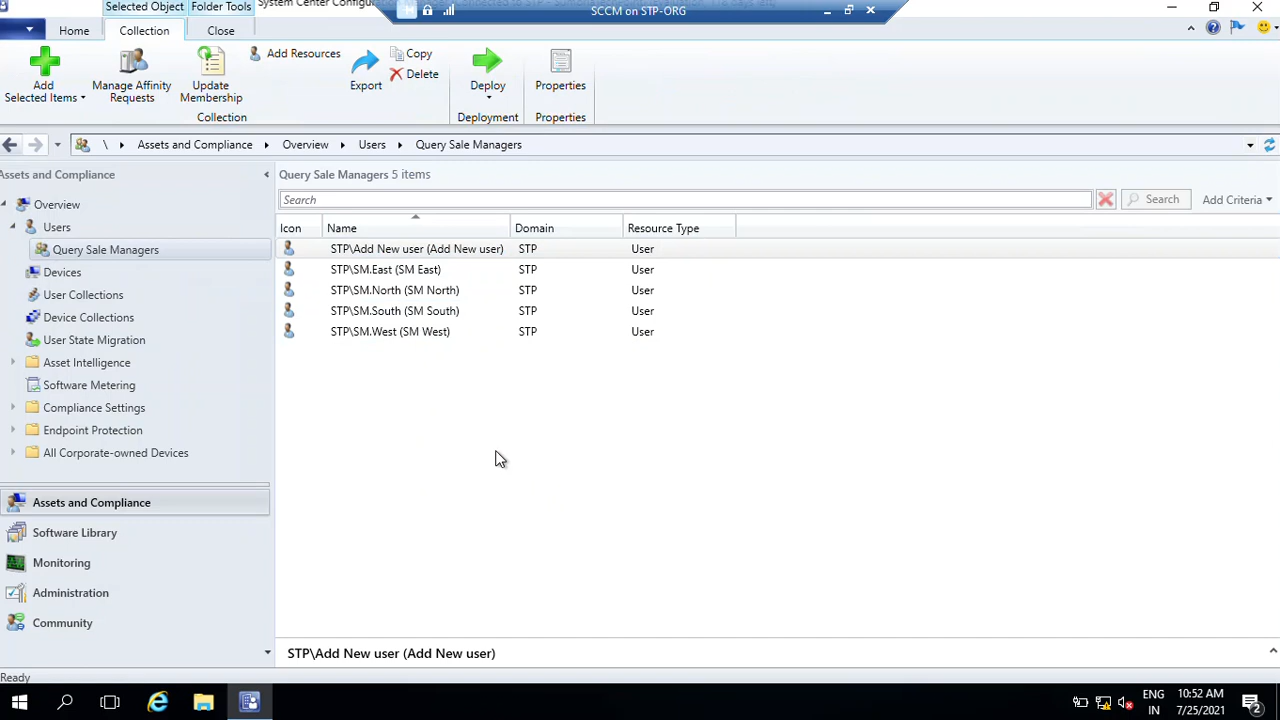 Selected Object Folder Tools System Center Configu
SCCM on STP-ORG
Home Collection Close
Add Selected Items
Manage Affinity Requests
Update Membership
Add Resources
Export
Copy
Delete
Deploy
Properties
Collection Deployment Properties
\ Assets and Compliance Overview Users Query Sale Managers
Assets and Compliance
Overview
Users
Query Sale Managers
Devices
User Collections
Device Collections
User State Migration
Asset Intelligence
Software Metering
Compliance Settings
Endpoint Protection
All Corporate-owned Devices
Assets and Compliance
Software Library
Monitoring
Administration
Community
Query Sale Managers 5 items
Search Search Add Criteria
Icon Name Domain Resource Type
STP\Add New user (Add New user) STP User
STP\SM.East (SM East) STP User
STP\SM.North (SM North) STP User
STP\SM.South (SM South) STP User
STP\SM.West (SM West) STP User
STP\Add New user (Add New user)
Ready
ENG 10:52 AM
IN 7/25/2021
2